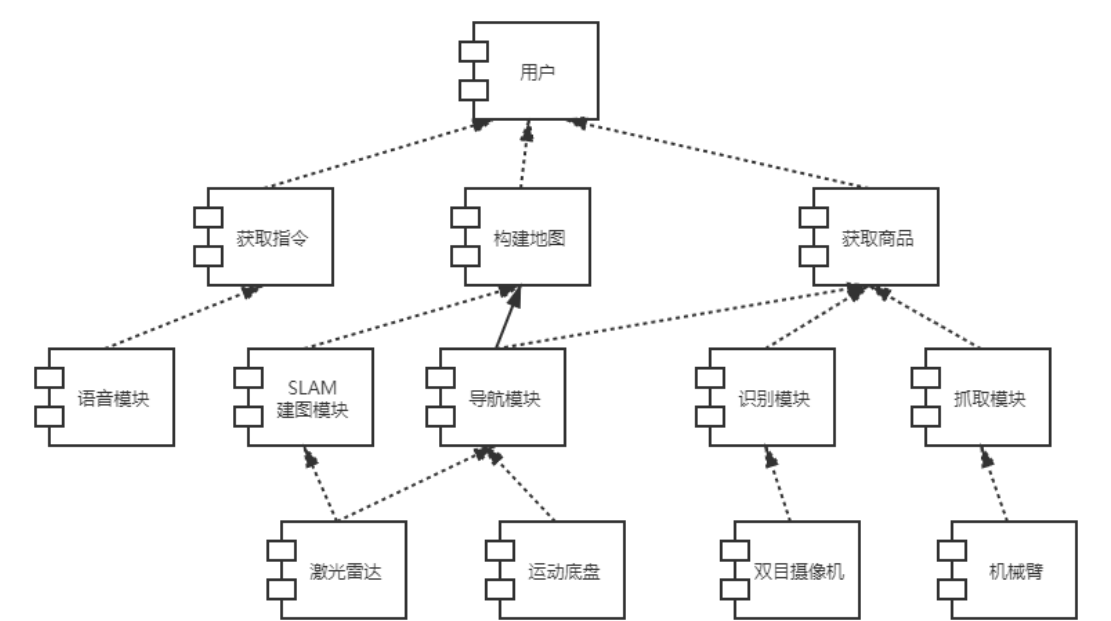 用户
获取指令
构建地图
获取商品
语音模块
SLAM
建图模块
导航模块
识别模块
抓取模块
激光雷达
运动底盘
双目摄像机
机械臂